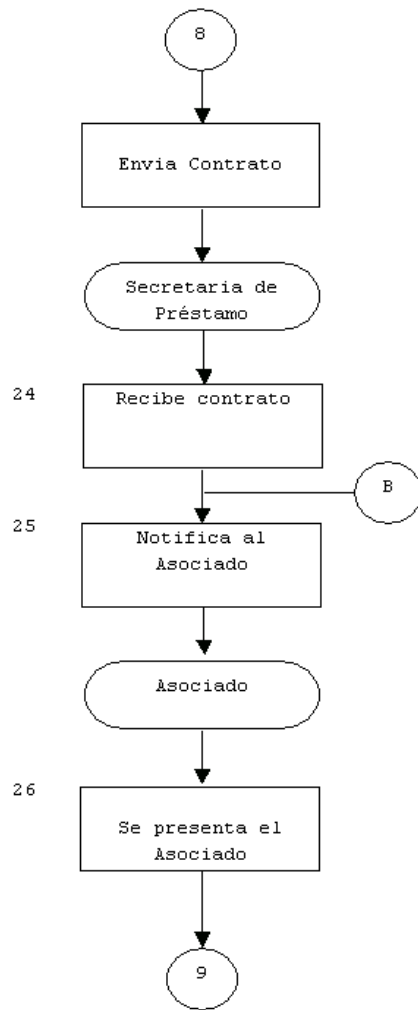 8
Envia Contrato
Secretaria de
Préstamo
24
Recibe contrato
B
25
Notifica al
Asociado
Asociado
26
Se presenta el
Asociado
9